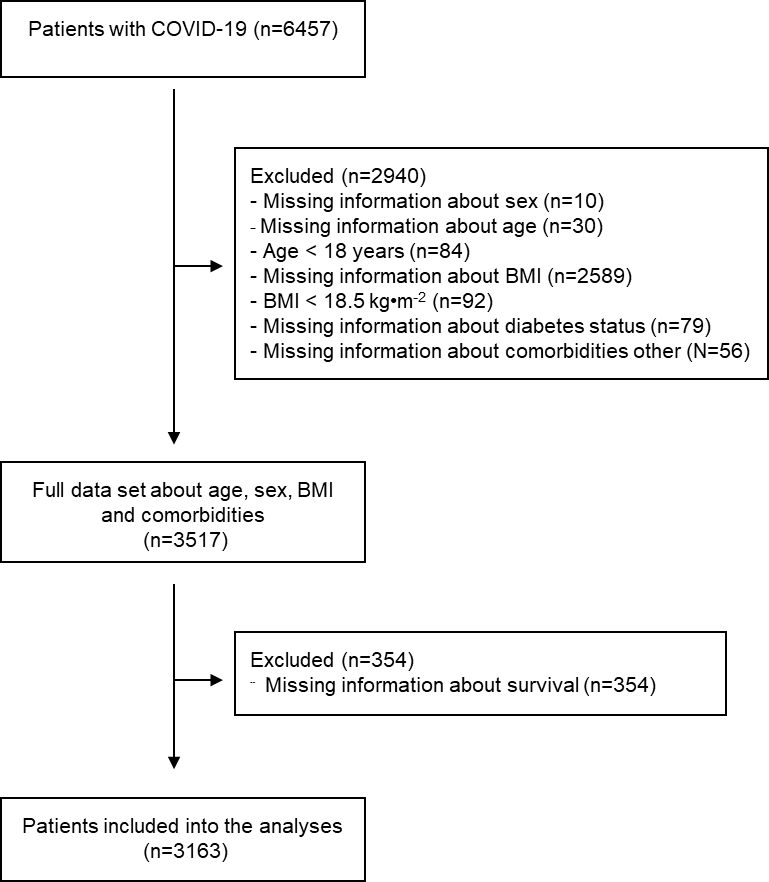 Patients with COVID-19 (n=6457)
Excluded (n=2940)
- Missing information about sex (n=10)
- Missing information about age (n=30)
- Age < 18 years (n=84)
- Missing information about BMI (n=2589)
- BMI < 18.5 kg•m⁻² (n=92)
- Missing information about diabetes status (n=79)
- Missing information about comorbidities other (N=56)
Full data set about age, sex, BMI
and comorbidities
(n=3517)
Excluded (n=354)
- Missing information about survival (n=354)
Patients included into the analyses
(n=3163)